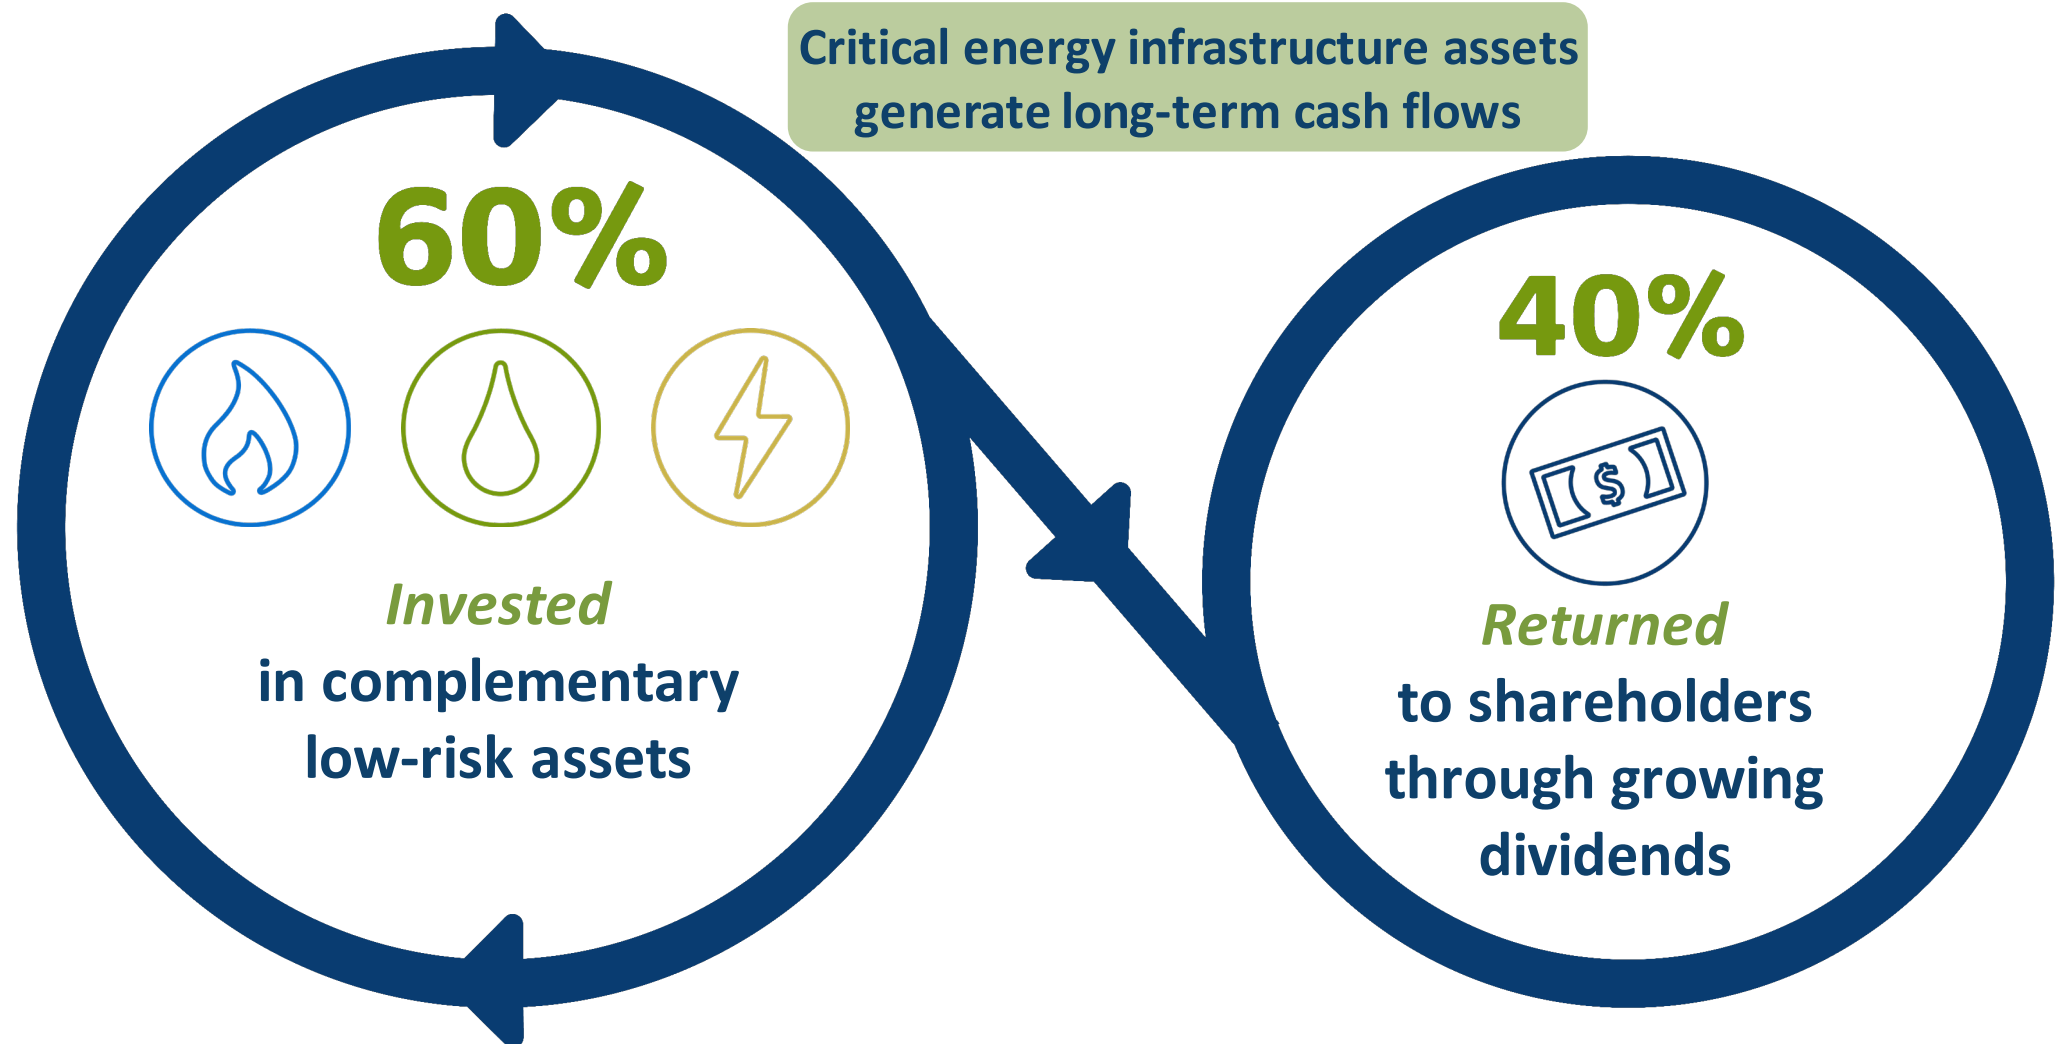 Critical energy infrastructure assets
generate long-term cash flows
60%
Invested
in complementary
low-risk assets
40%
$
Returned
to shareholders
through growing
dividends